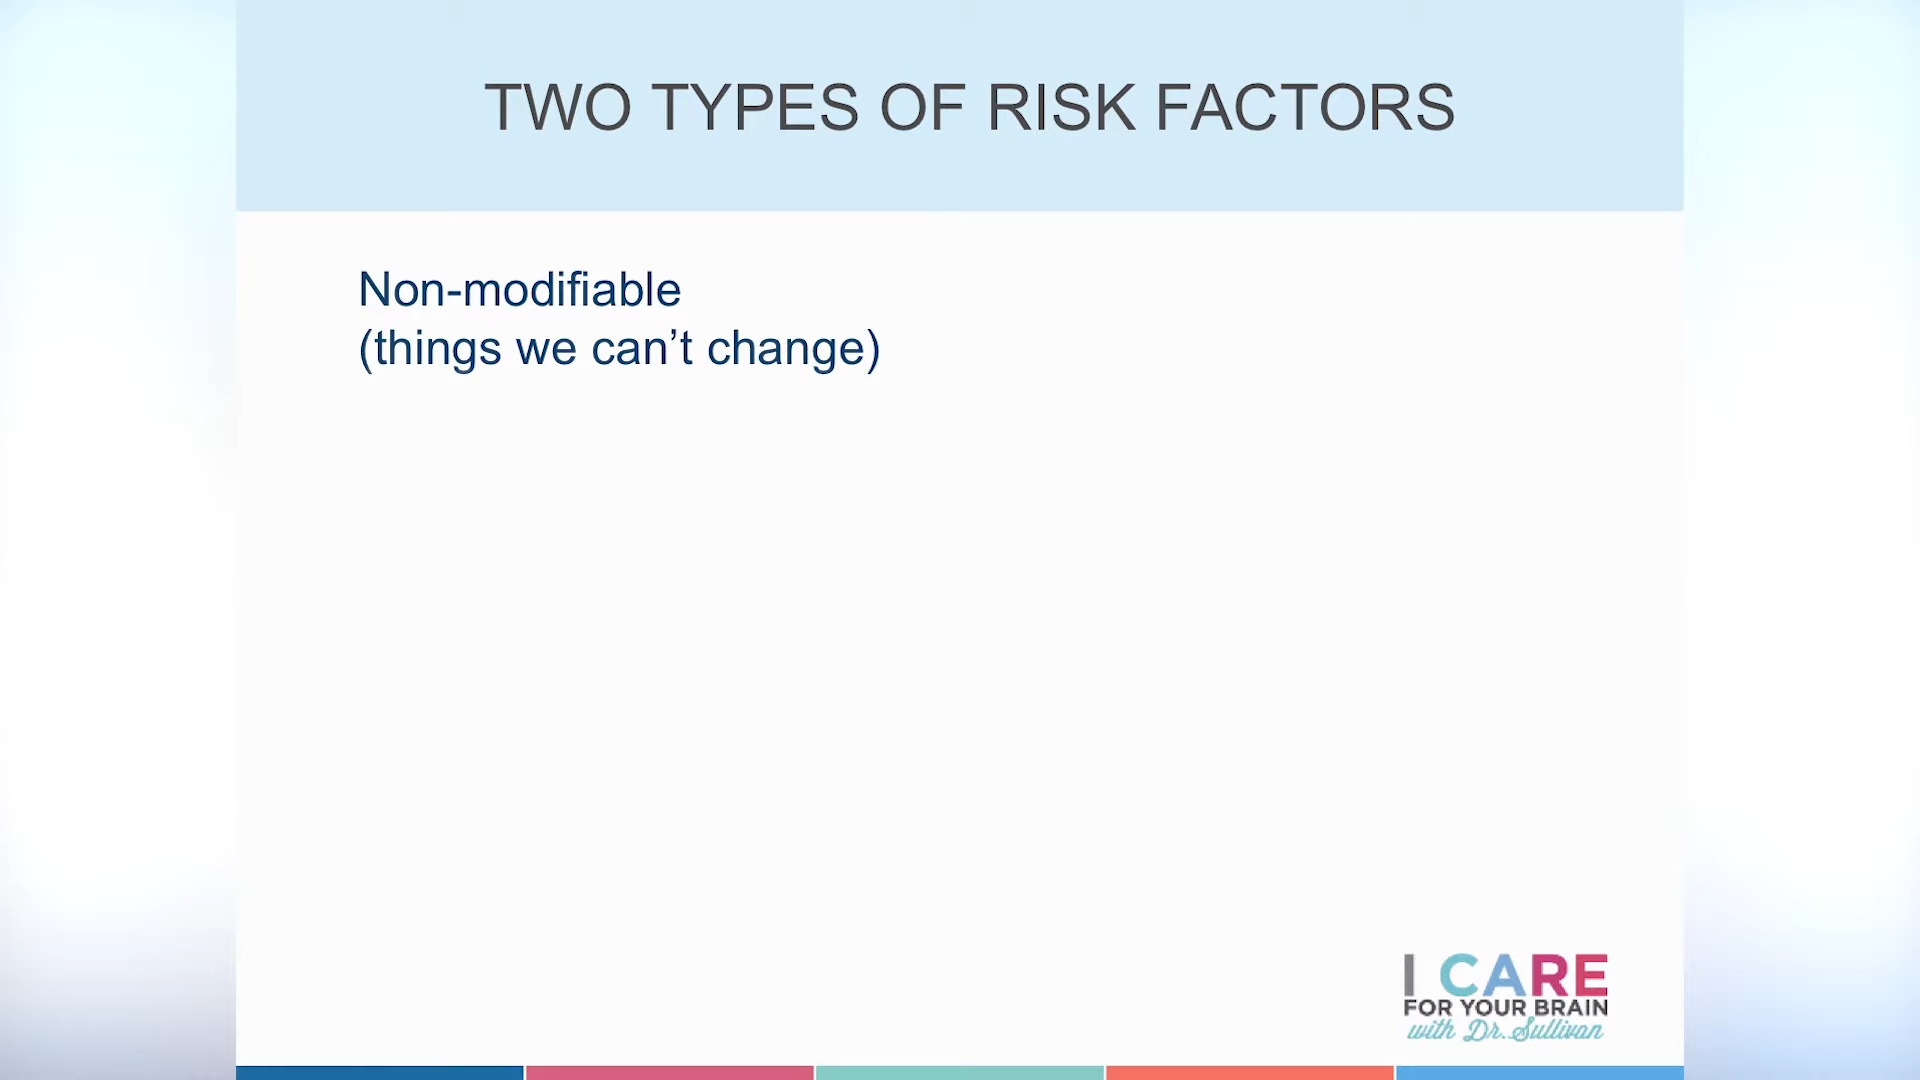 TWO TYPES OF RISK FACTORS
Non-modifiable
(things we can’t change)
I CARE
FOR YOUR BRAIN
with Dr. Sullivan